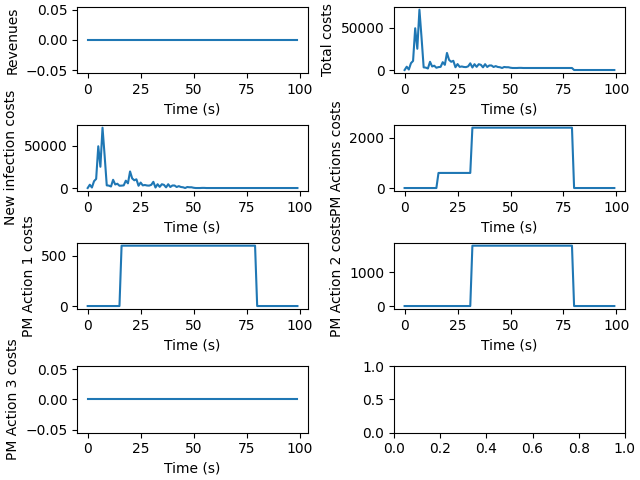 Revenues
0.05
0.00
−0.05
0 25 50 75 100
Time (s)
Total costs
50000
0
0 25 50 75 100
Time (s)
New infection costs
50000
0
0 25 50 75 100
Time (s)
PM Actions costs
2000
0
0 25 50 75 100
Time (s)
PM Action 1 costs
500
0
0 25 50 75 100
Time (s)
PM Action 2 costs
1000
0
0 25 50 75 100
Time (s)
PM Action 3 costs
0.05
0.00
−0.05
0 25 50 75 100
Time (s)
1.0
0.5
0.0
0.0 0.2 0.4 0.6 0.8 1.0